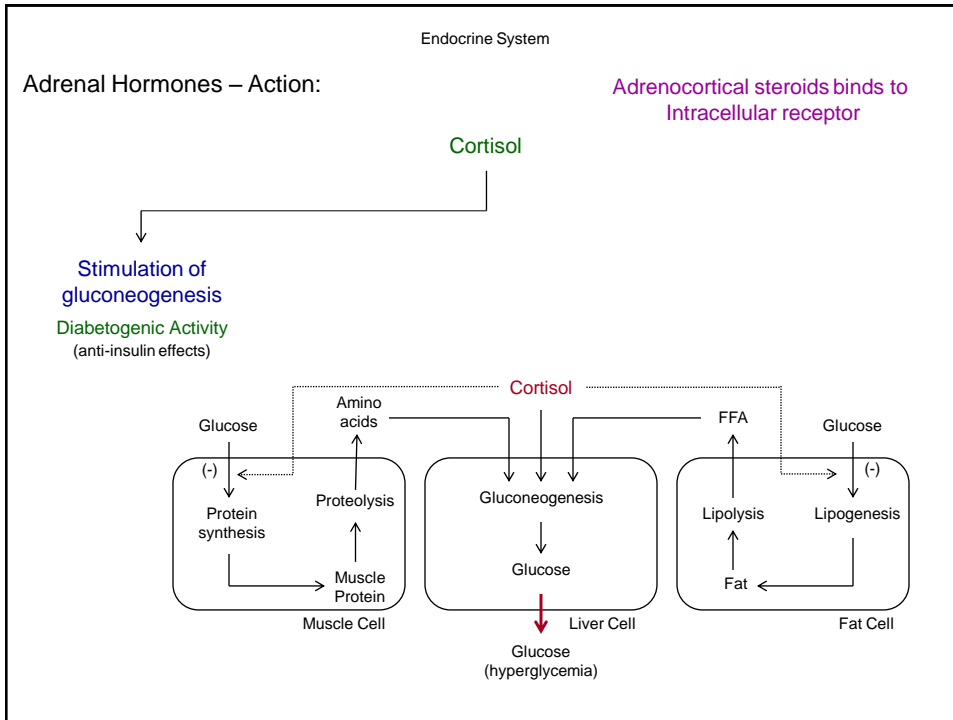 Endocrine System
Adrenal Hormones – Action:
Adrenocortical steroids binds to
Intracellular receptor
Cortisol
Stimulation of
gluconeogenesis
Diabetogenic Activity
(anti-insulin effects)
Cortisol
Glucose
Amino
acids
FFA
Glucose
(-)
Protein
synthesis
Proteolysis
Muscle
Protein
Muscle Cell
Gluconeogenesis
Glucose
Liver Cell
Glucose
(hyperglycemia)
(-)
Lipolysis
Lipogenesis
Fat
Fat Cell